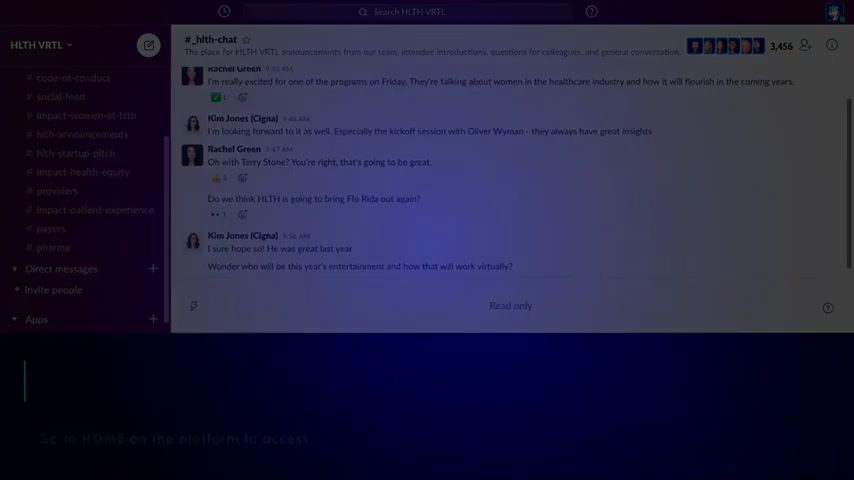 Search HLTH VRTL
HLTH VRTL
# code-of-conduct
# social-feed
# impact-women-at-hlth
# hlth-announcements
# hlth-startup-pitch
# impact-health-equity
# providers
# impact-patient-experience
# payers
# pharma
Direct messages
+ Invite people
Apps
#_hlth-chat
The place for HLTH VRTL announcements from our team, attendee introductions, questions for colleagues, and general conversation.
3,456
Rachel Green 9:45 AM
I'm really excited for one of the programs on Friday. They're talking about women in the healthcare industry and how it will flourish in the coming years.
1
Kim Jones (Cigna) 9:46 AM
I'm looking forward to it as well. Especially the kickoff session with Oliver Wyman - they always have great insights
Rachel Green 9:47 AM
Oh with Terry Stone? You're right, that's going to be great.
Do we think HLTH is going to bring Flo Rida out again?
1
Kim Jones (Cigna) 9:56 AM
I sure hope so! He was great last year
Wonder who will be this year's entertainment and how that will work virtually?
Read only
Go to HOME on the platform to access